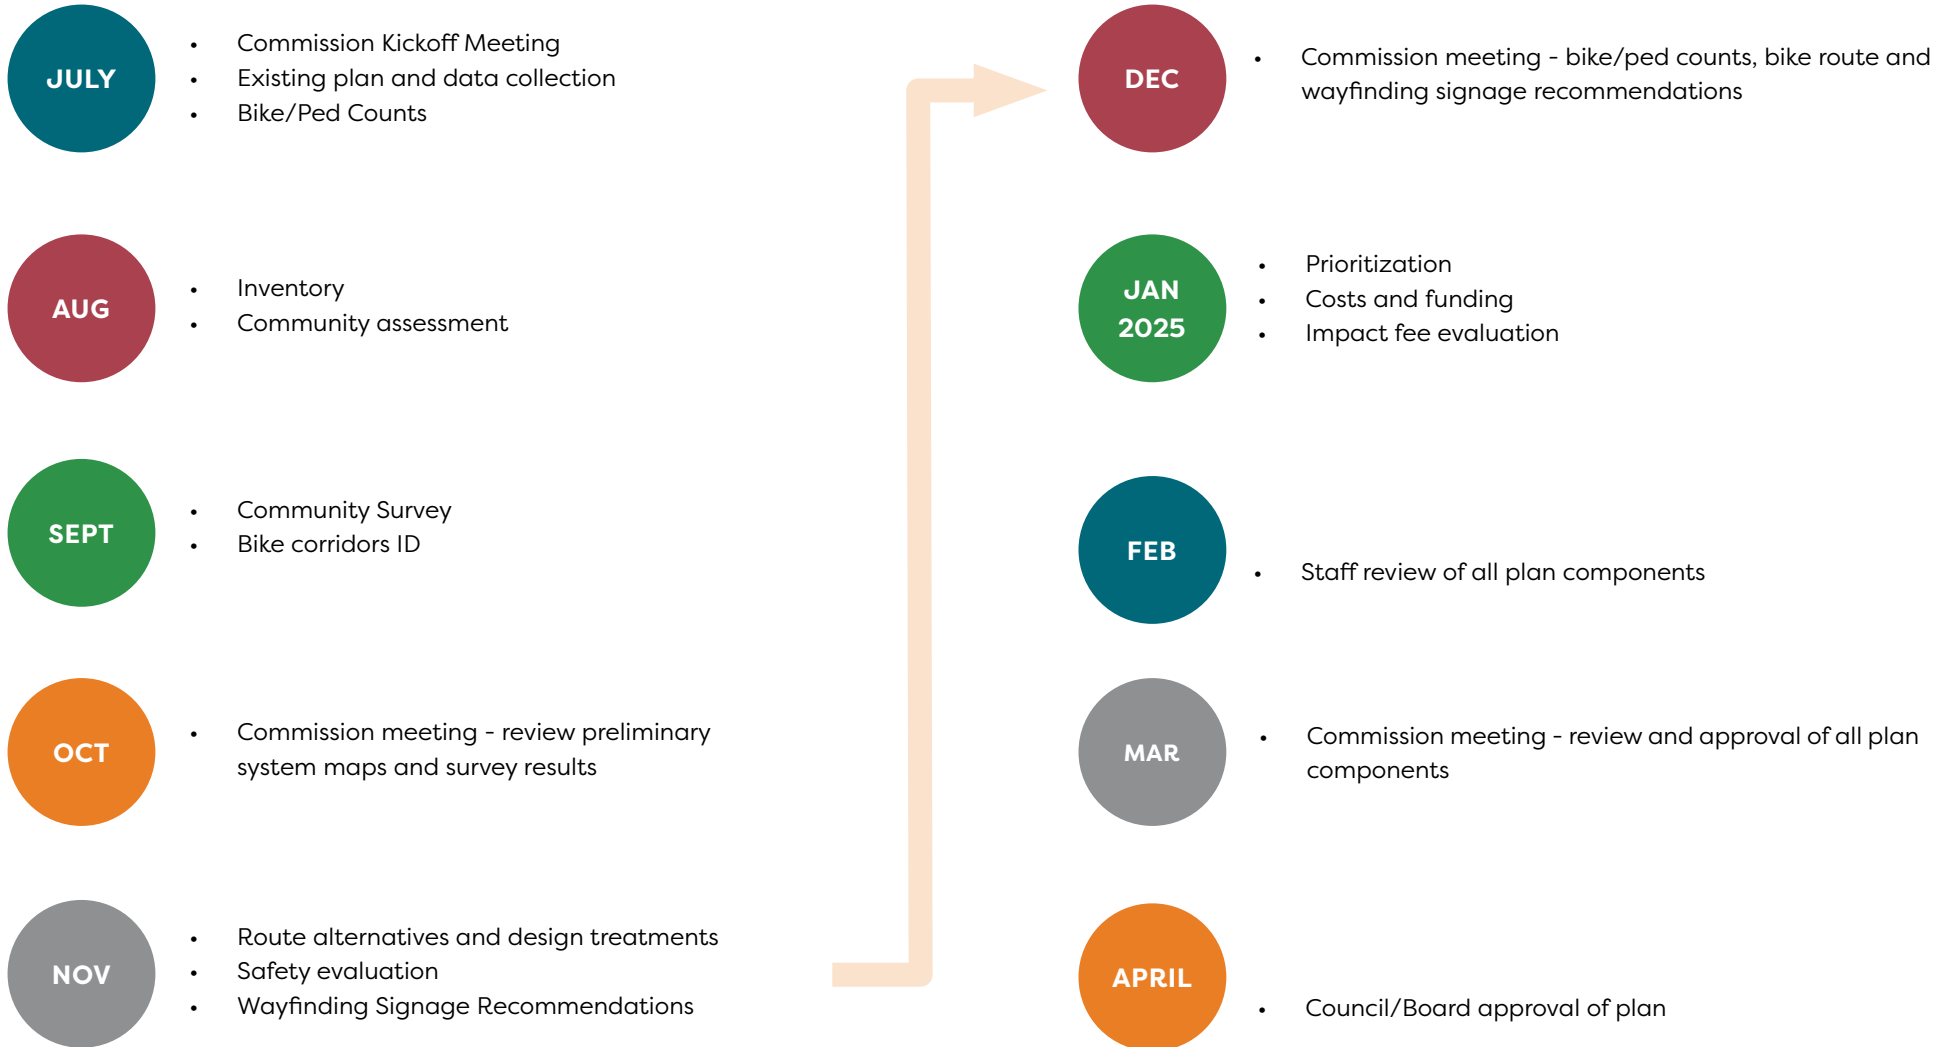 JULY
• Commission Kickoff Meeting
• Existing plan and data collection
• Bike/Ped Counts
AUG
• Inventory
• Community assessment
SEPT
• Community Survey
• Bike corridors ID
OCT
• Commission meeting - review preliminary
system maps and survey results
NOV
• Route alternatives and design treatments
• Safety evaluation
• Wayfinding Signage Recommendations
DEC
• Commission meeting - bike/ped counts, bike route and
wayfinding signage recommendations
JAN
2025
• Prioritization
• Costs and funding
• Impact fee evaluation
FEB
• Staff review of all plan components
MAR
• Commission meeting - review and approval of all plan
components
APRIL
• Council/Board approval of plan